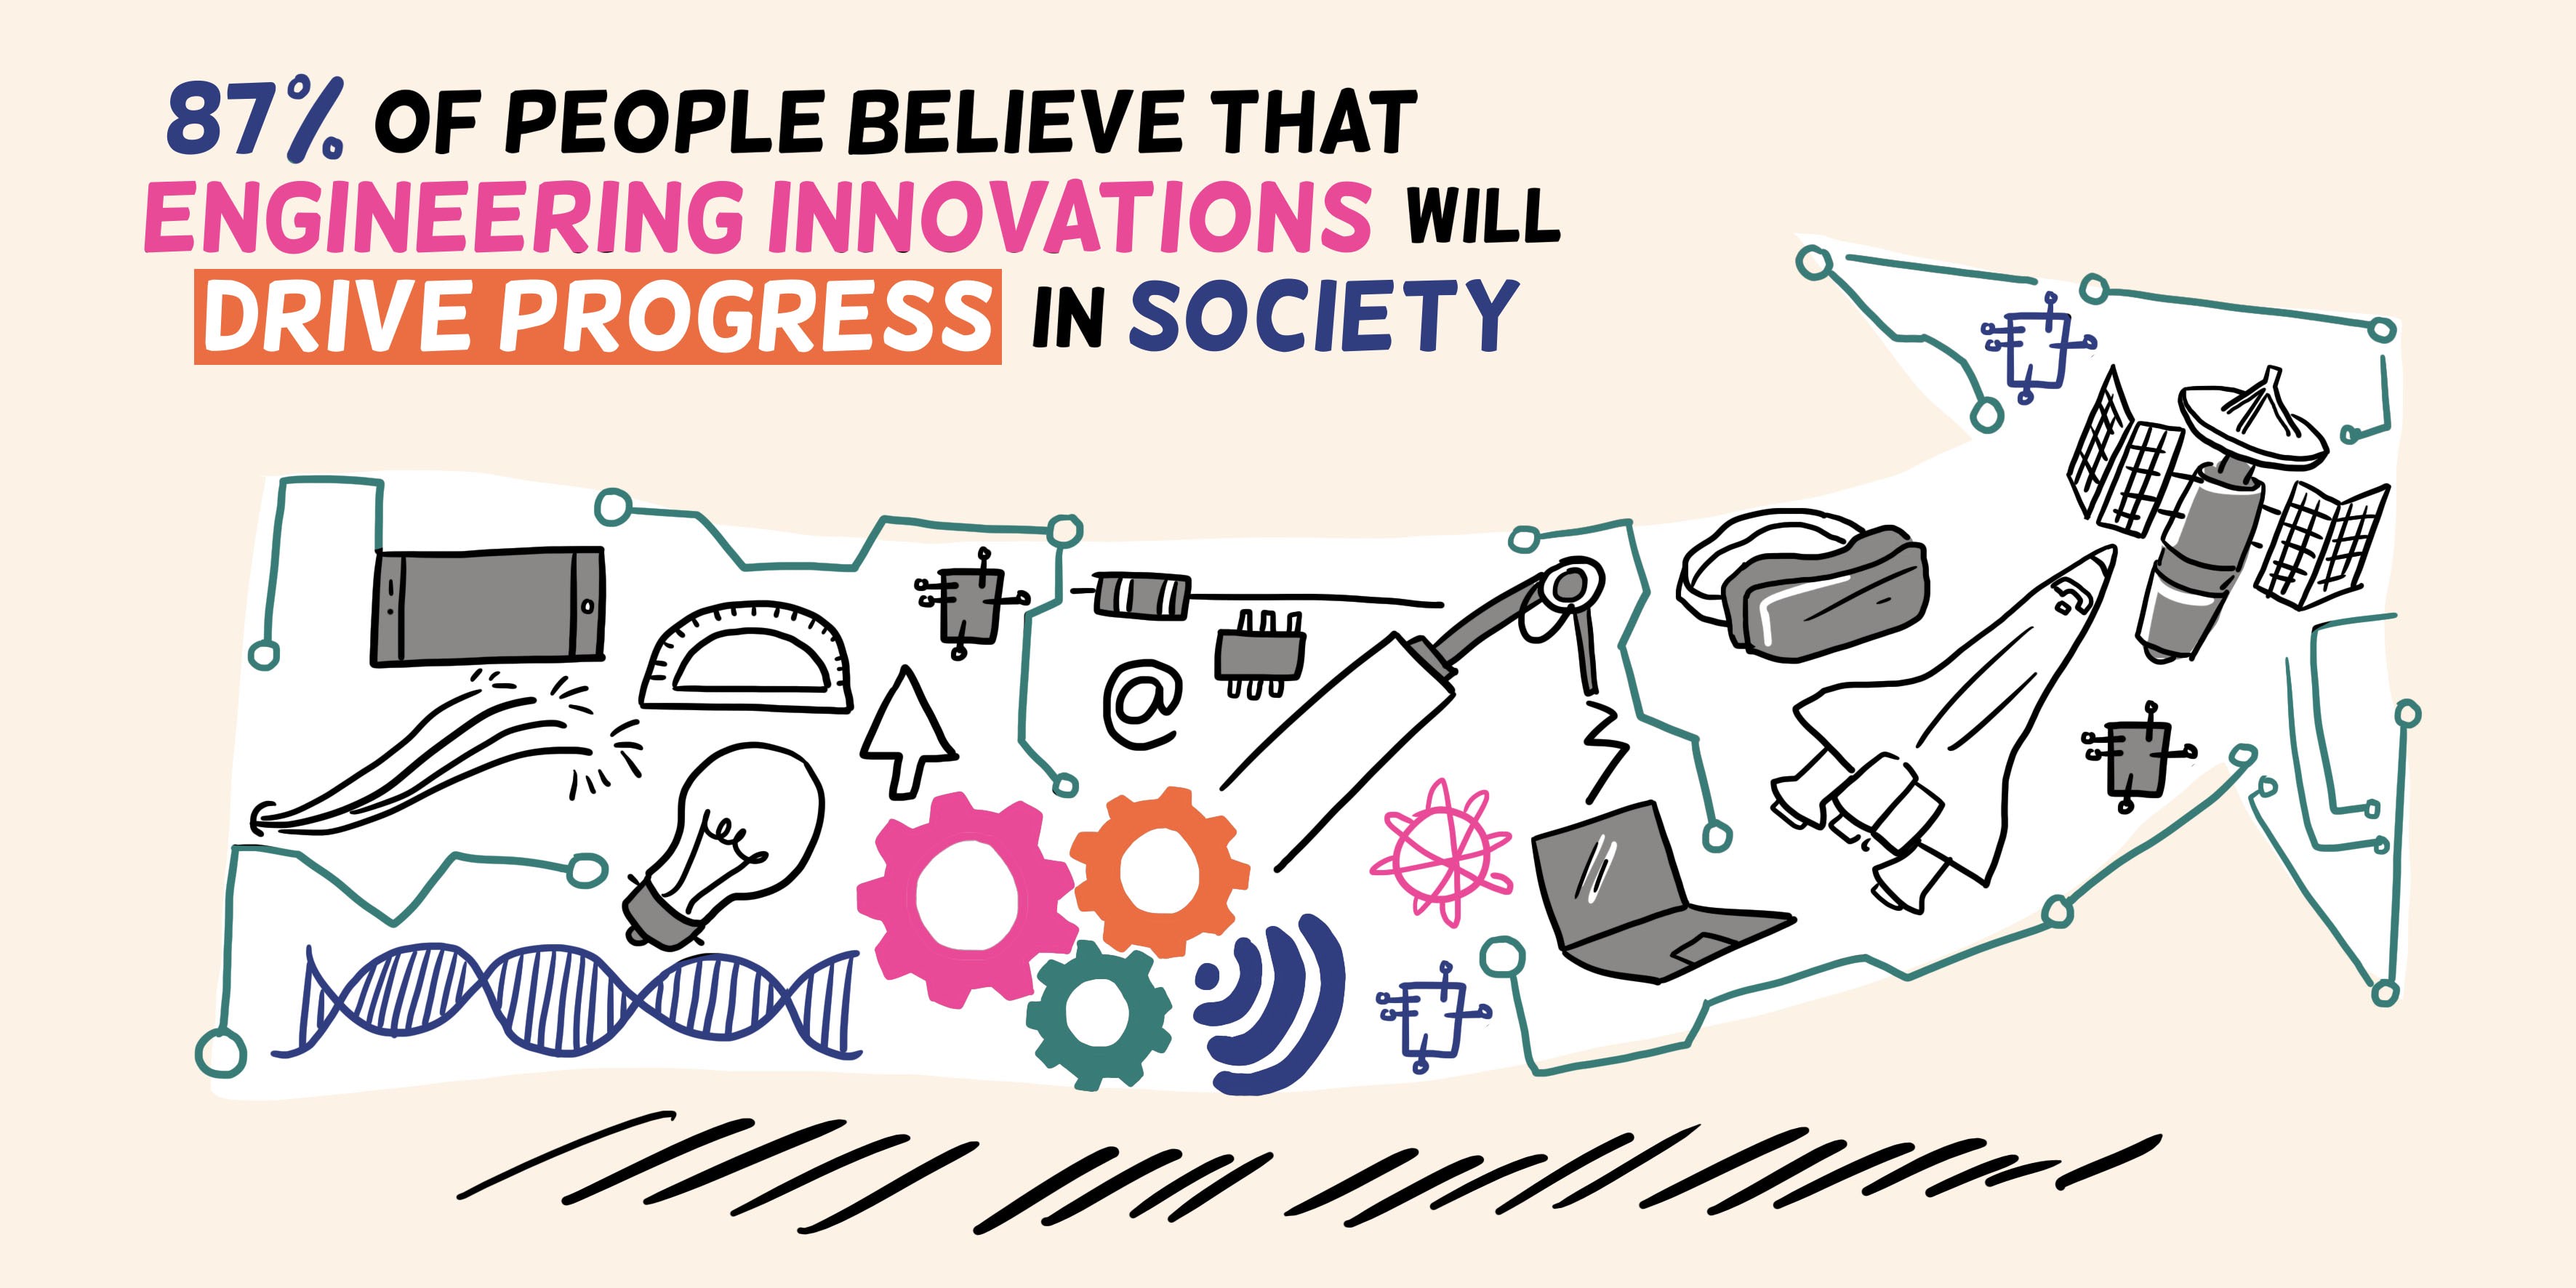 87% OF PEOPLE BELIEVE THAT
ENGINEERING INNOVATIONS WILL
DRIVE PROGRESS IN SOCIETY
@